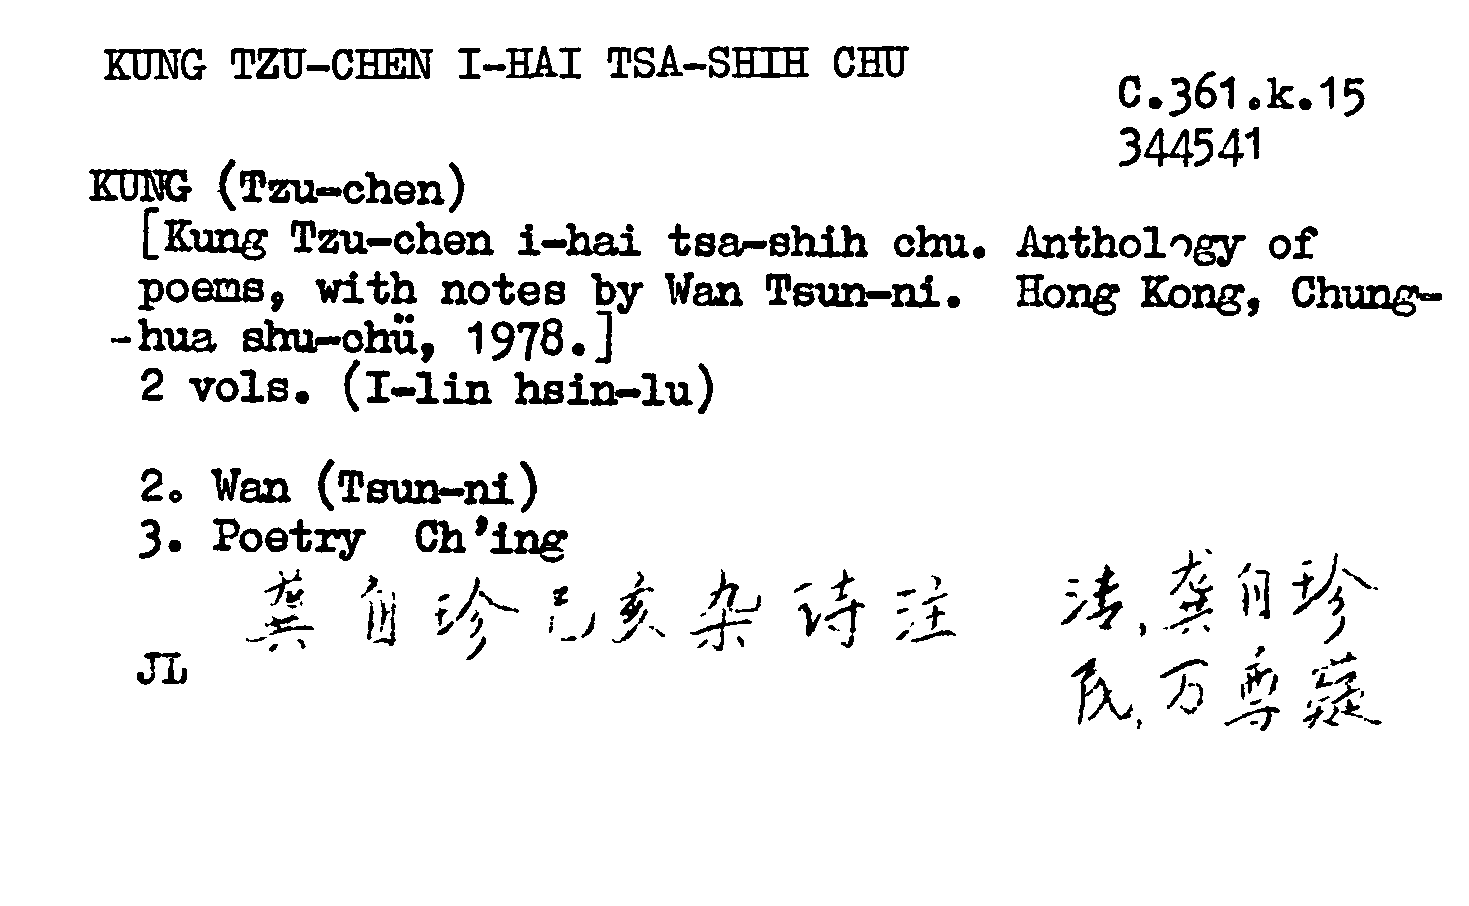 KUNG TZU-CHEN I-HAI TSA-SHIH CHU
C.361.k.15
344541
KUNG (Tzu-chen)
[Kung Tzu-chen i-hai tsa-shih chu. Anthology of
poems, with notes by Wan Tsun-ni. Hong Kong, Chung-
-hua shu-chü, 1978.]
2 vols. (I-lin hsin-lu)
2. Wan (Tsun-ni)
3. Poetry Ch'ing
龚自珍己亥杂诗注 清,龚自珍
民,万尊薿
JL